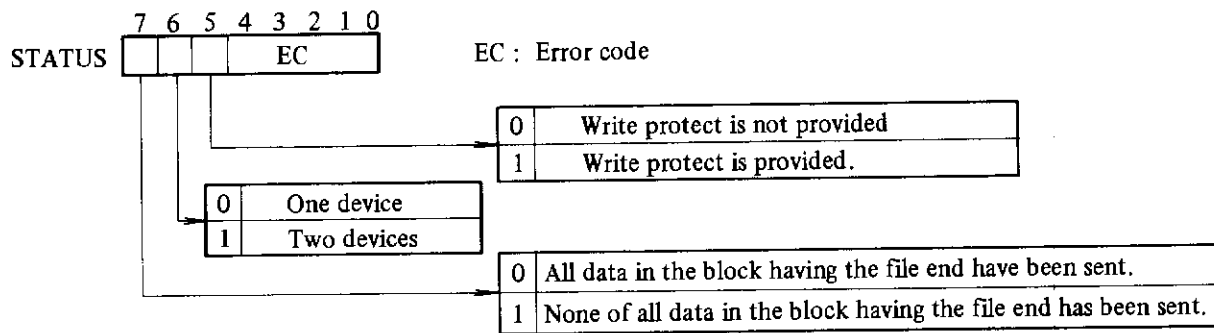 7 6 5 4 3 2 1 0
STATUS EC EC : Error code
0 Write protect is not provided
1 Write protect is provided.
0 One device
1 Two devices
0 All data in the block having the file end have been sent.
1 None of all data in the block having the file end has been sent.